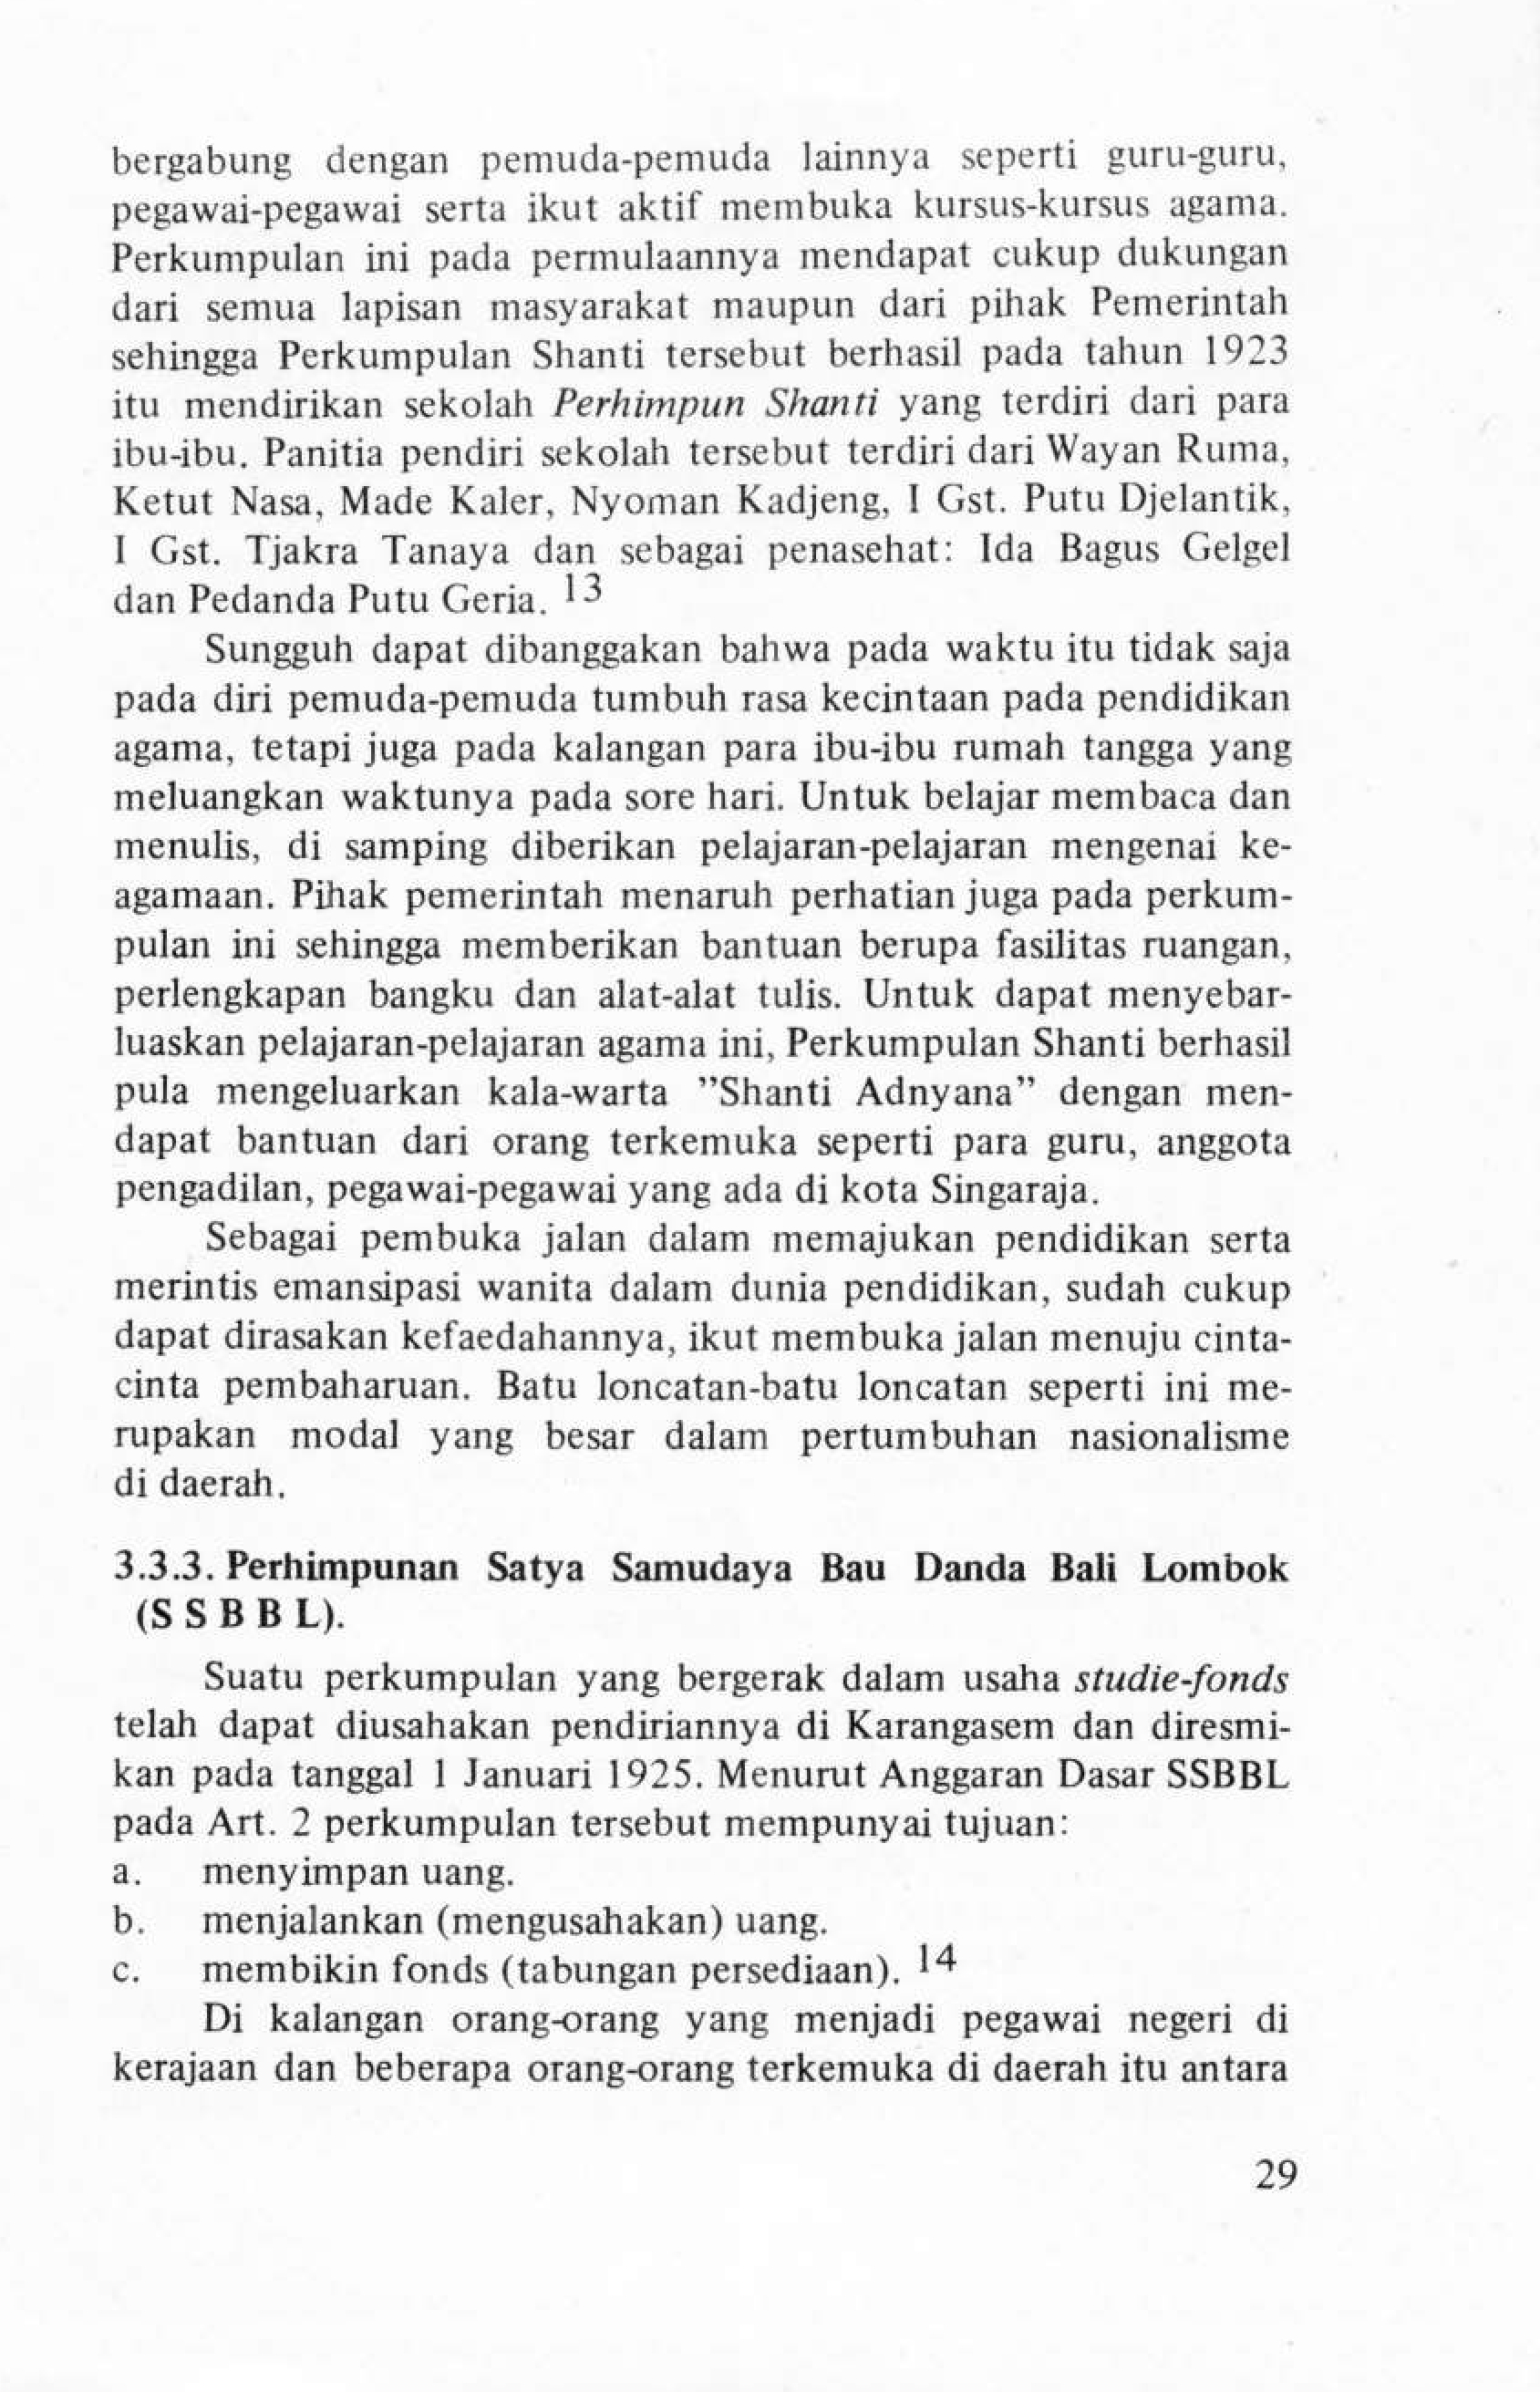 bergabung dengan pemuda-pemuda lainnya seperti guru-guru,
pegawai-pegawai serta ikut aktif membuka kursus-kursus agama.
Perkumpulan ini pada permulaannya mendapat cukup dukungan
dari semua lapisan masyarakat maupun dari pihak Pemerintah
sehingga Perkumpulan Shanti tersebut berhasil pada tahun 1923
itu mendirikan sekolah Perhimpun Shanti yang terdiri dari para
ibu-ibu. Panitia pendiri sekolah tersebut terdiri dari Wayan Ruma,
Ketut Nasa, Made Kaler, Nyoman Kadjeng, I Gst. Putu Djelantik,
I Gst. Tjakra Tanaya dan sebagai penasehat: Ida Bagus Gelgel
dan Pedanda Putu Geria. 13
Sungguh dapat dibanggakan bahwa pada waktu itu tidak saja
pada diri pemuda-pemuda tumbuh rasa kecintaan pada pendidikan
agama, tetapi juga pada kalangan para ibu-ibu rumah tangga yang
meluangkan waktunya pada sore hari. Untuk belajar membaca dan
menulis, di samping diberikan pelajaran-pelajaran mengenai ke-
agamaan. Pihak pemerintah menaruh perhatian juga pada perkum-
pulan ini sehingga memberikan bantuan berupa fasilitas ruangan,
perlengkapan bangku dan alat-alat tulis. Untuk dapat menyebar-
luaskan pelajaran-pelajaran agama ini, Perkumpulan Shanti berhasil
pula mengeluarkan kala-warta ”Shanti Adnyana” dengan men-
dapat bantuan dari orang terkemuka seperti para guru, anggota
pengadilan, pegawai-pegawai yang ada di kota Singaraja.
Sebagai pembuka jalan dalam memajukan pendidikan serta
merintis emansipasi wanita dalam dunia pendidikan, sudah cukup
dapat dirasakan kefaedahannya, ikut membuka jalan menuju cinta-
cinta pembaharuan. Batu loncatan-batu loncatan seperti ini me-
rupakan modal yang besar dalam pertumbuhan nasionalisme
di daerah.
3.3.3. Perhimpunan Satya Samudaya Bau Danda Bali Lombok
(S S B B L).
Suatu perkumpulan yang bergerak dalam usaha studie-fonds
telah dapat diusahakan pendiriannya di Karangasem dan diresmi-
kan pada tanggal 1 Januari 1925. Menurut Anggaran Dasar SSBBL
pada Art. 2 perkumpulan tersebut mempunyai tujuan:
a. menyimpan uang.
b. menjalankan (mengusahakan) uang.
c. membikin fonds (tabungan persediaan). 14
Di kalangan orang-orang yang menjadi pegawai negeri di
kerajaan dan beberapa orang-orang terkemuka di daerah itu antara
29